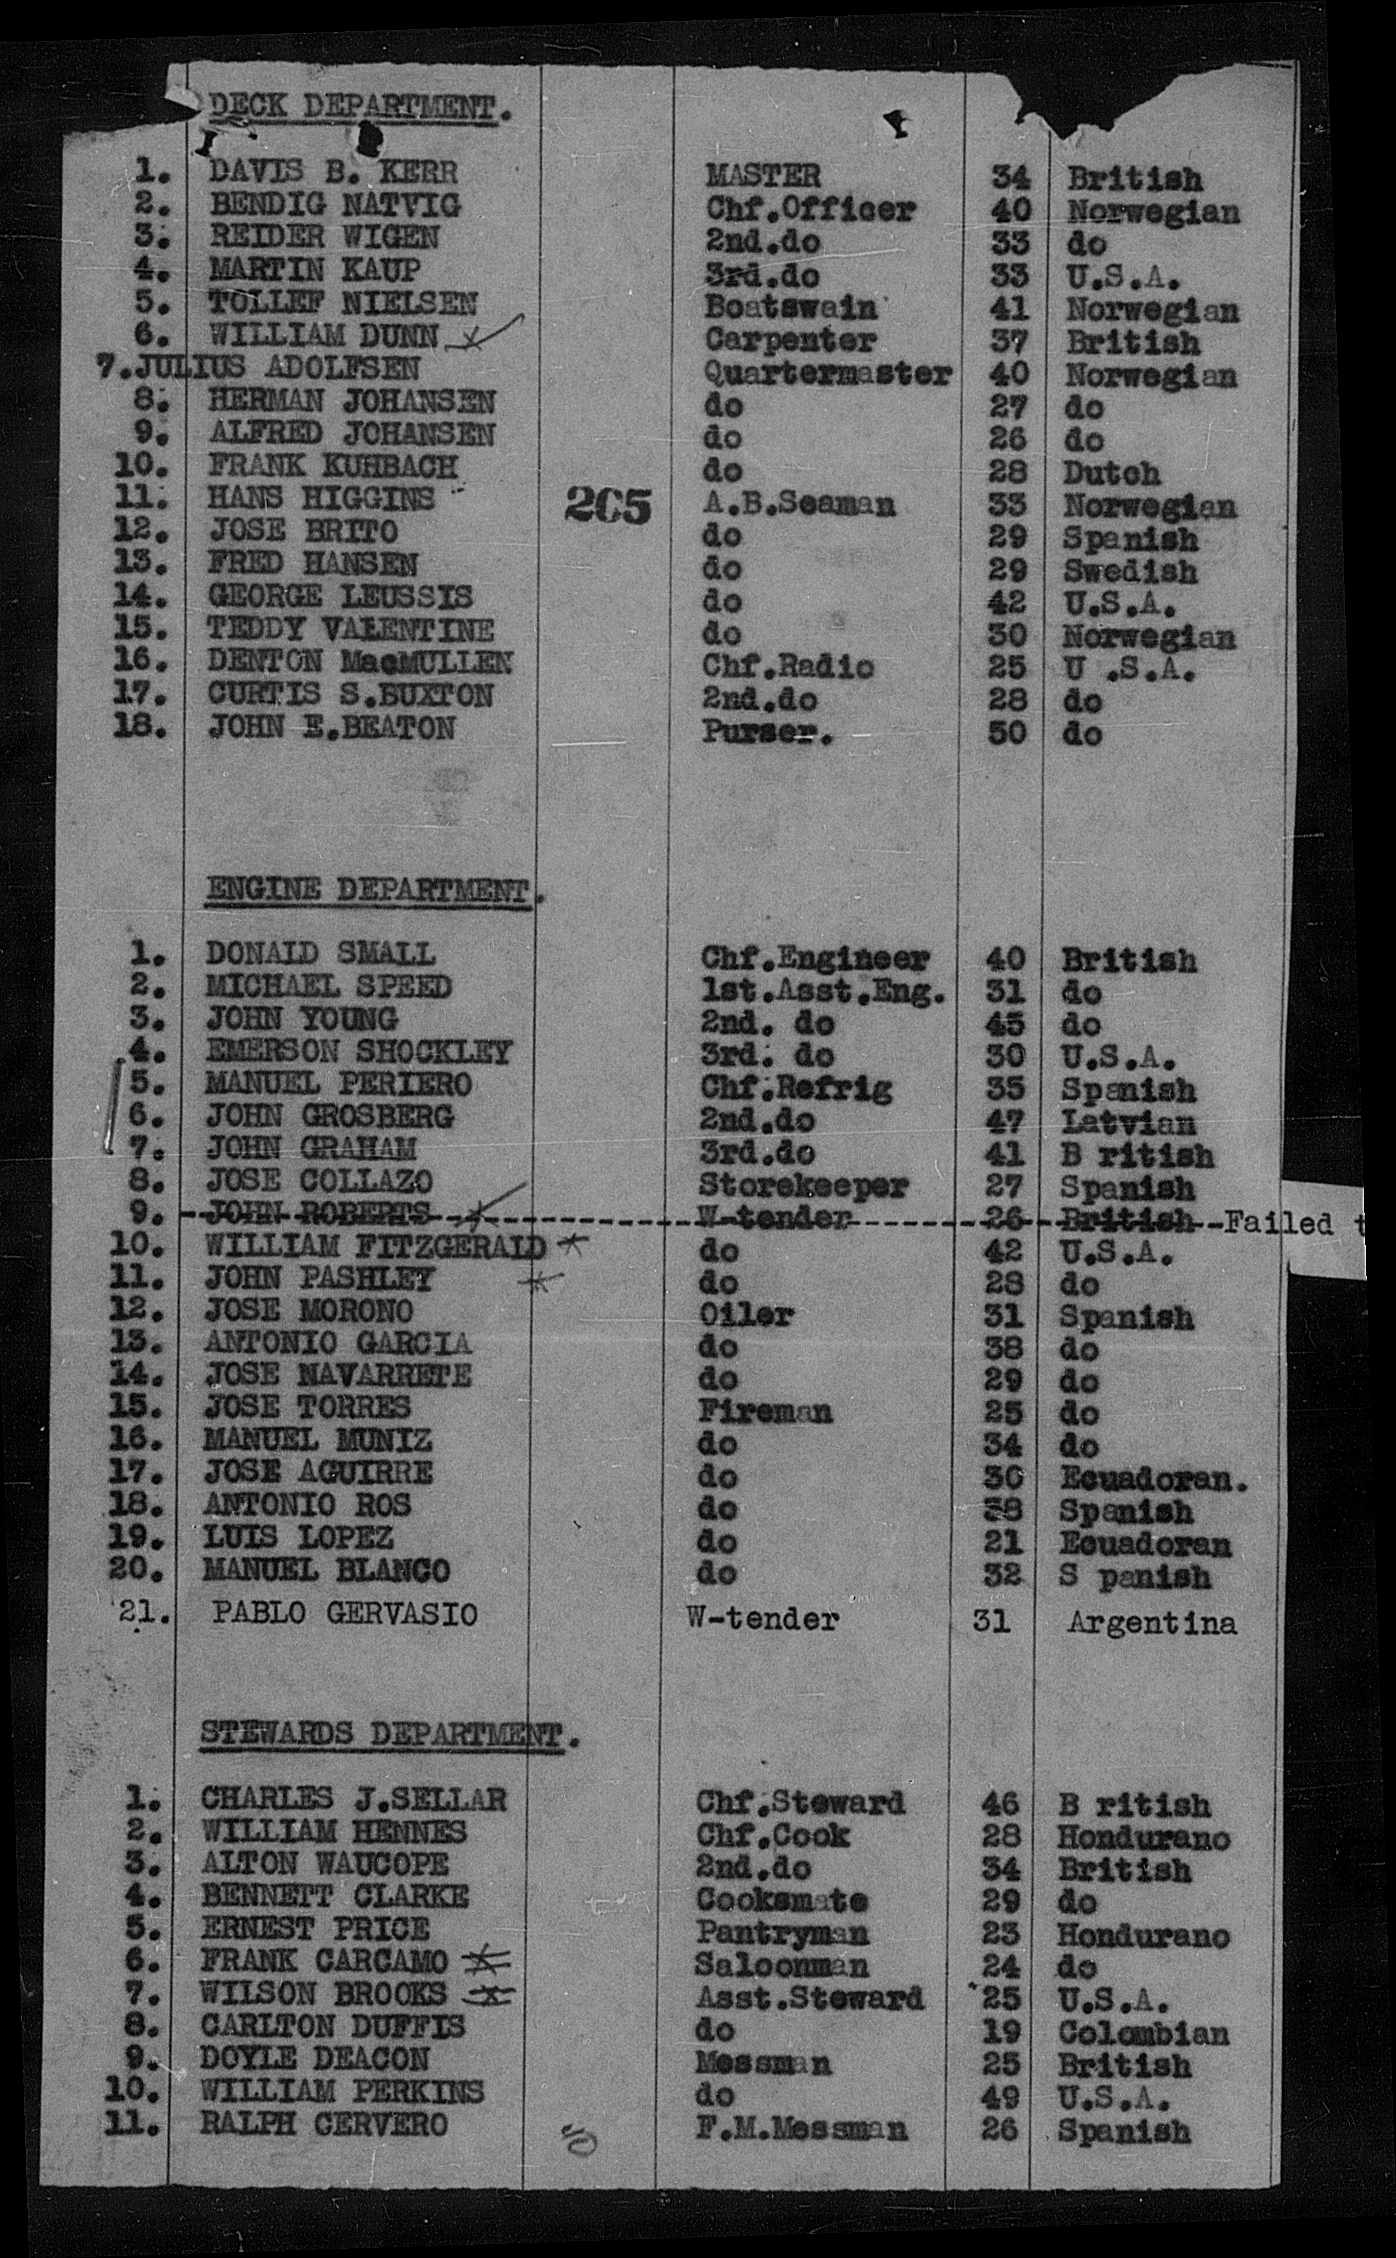 DECK DEPARTMENT.
1. DAVIS B. KERR MASTER 34 British
2. BENDIG NATVIG Chf.Officer 40 Norwegian
3. REIDER WIGEN 2nd.do 33 do
4. MARTIN KAUP 3rd.do 33 U.S.A.
5. TOLLEF NIELSEN Boatswain 41 Norwegian
6. WILLIAM DUNN Carpenter 37 British
7.JULIUS ADOLFSEN Quartermaster 40 Norwegian
8. HERMAN JOHANSEN do 27 do
9. ALFRED JOHANSEN do 26 do
10. FRANK KUHBACH do 28 Dutch
11. HANS HIGGINS 205 A.B.Seaman 33 Norwegian
12. JOSE BRITO do 29 Spanish
13. FRED HANSEN do 29 Swedish
14. GEORGE LEUSSIS do 42 U.S.A.
15. TEDDY VALENTINE do 30 Norwegian
16. DENTON MacMULLEN Chf.Radio 25 U .S.A.
17. CURTIS S.BUXTON 2nd.do 28 do
18. JOHN E.BEATON Purser. 50 do
ENGINE DEPARTMENT.
1. DONALD SMALL Chf.Engineer 40 British
2. MICHAEL SPEED 1st.Asst.Eng. 31 do
3. JOHN YOUNG 2nd. do 45 do
4. EMERSON SHOCKLEY 3rd. do 30 U.S.A.
5. MANUEL PERIERO Chf.Refrig 35 Spanish
6. JOHN GROSBERG 2nd.do 47 Latvian
7. JOHN GRAHAM 3rd.do 41 B ritish
8. JOSE COLLAZO Storekeeper 27 Spanish
9. JOHN ROBERTS W-tender 26 British--Failed t
10. WILLIAM FITZGERALD do 42 U.S.A.
11. JOHN PASHLEY do 28 do
12. JOSE MORONO Oiler 31 Spanish
13. ANTONIO GARCIA do 38 do
14. JOSE NAVARRETE do 29 do
15. JOSE TORRES Fireman 25 do
16. MANUEL MUNIZ do 34 do
17. JOSE AGUIRRE do 30 Ecuadoran.
18. ANTONIO ROS do 38 Spanish
19. LUIS LOPEZ do 21 Ecuadoran
20. MANUEL BLANCO do 32 S panish
21. PABLO GERVASIO W-tender 31 Argentina
STEWARDS DEPARTMENT.
1. CHARLES J.SELLAR Chf.Steward 46 B ritish
2. WILLIAM HENNES Chf.Cook 28 Hondurano
3. ALTON WAUCOPE 2nd.do 34 British
4. BENNETT CLARKE Cooksmate 29 do
5. ERNEST PRICE Pantryman 23 Hondurano
6. FRANK CARCAMO Saloonman 24 do
7. WILSON BROOKS Asst.Steward 25 U.S.A.
8. CARLTON DUFFIS do 19 Colombian
9. DOYLE DEACON Messman 25 British
10. WILLIAM PERKINS do 49 U.S.A.
11. RALPH CERVERO F.M.Messman 26 Spanish